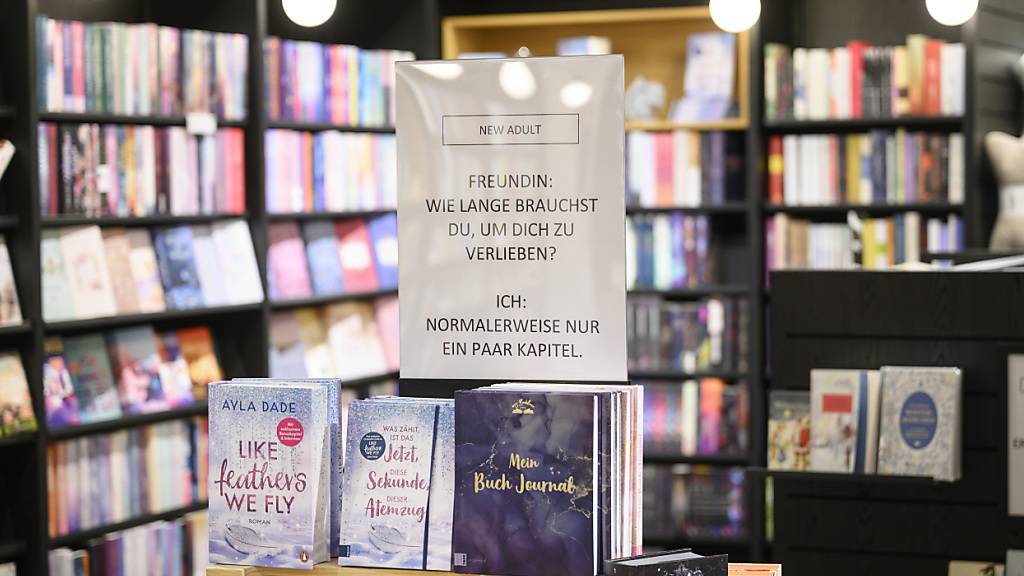 NEW ADULT
FREUNDIN:
WIE LANGE BRAUCHST
DU, UM DICH ZU
VERLIEBEN?
ICH:
NORMALERWEISE NUR
EIN PAAR KAPITEL.
AVLA DADE
LIKE
feathers
WE FLY
ROMAN
WAS ZÄHLT,
IST DAS
Jetzt,
DIESE
Sekunde,
DIESER
Atemzug
Mein
Buch Journal